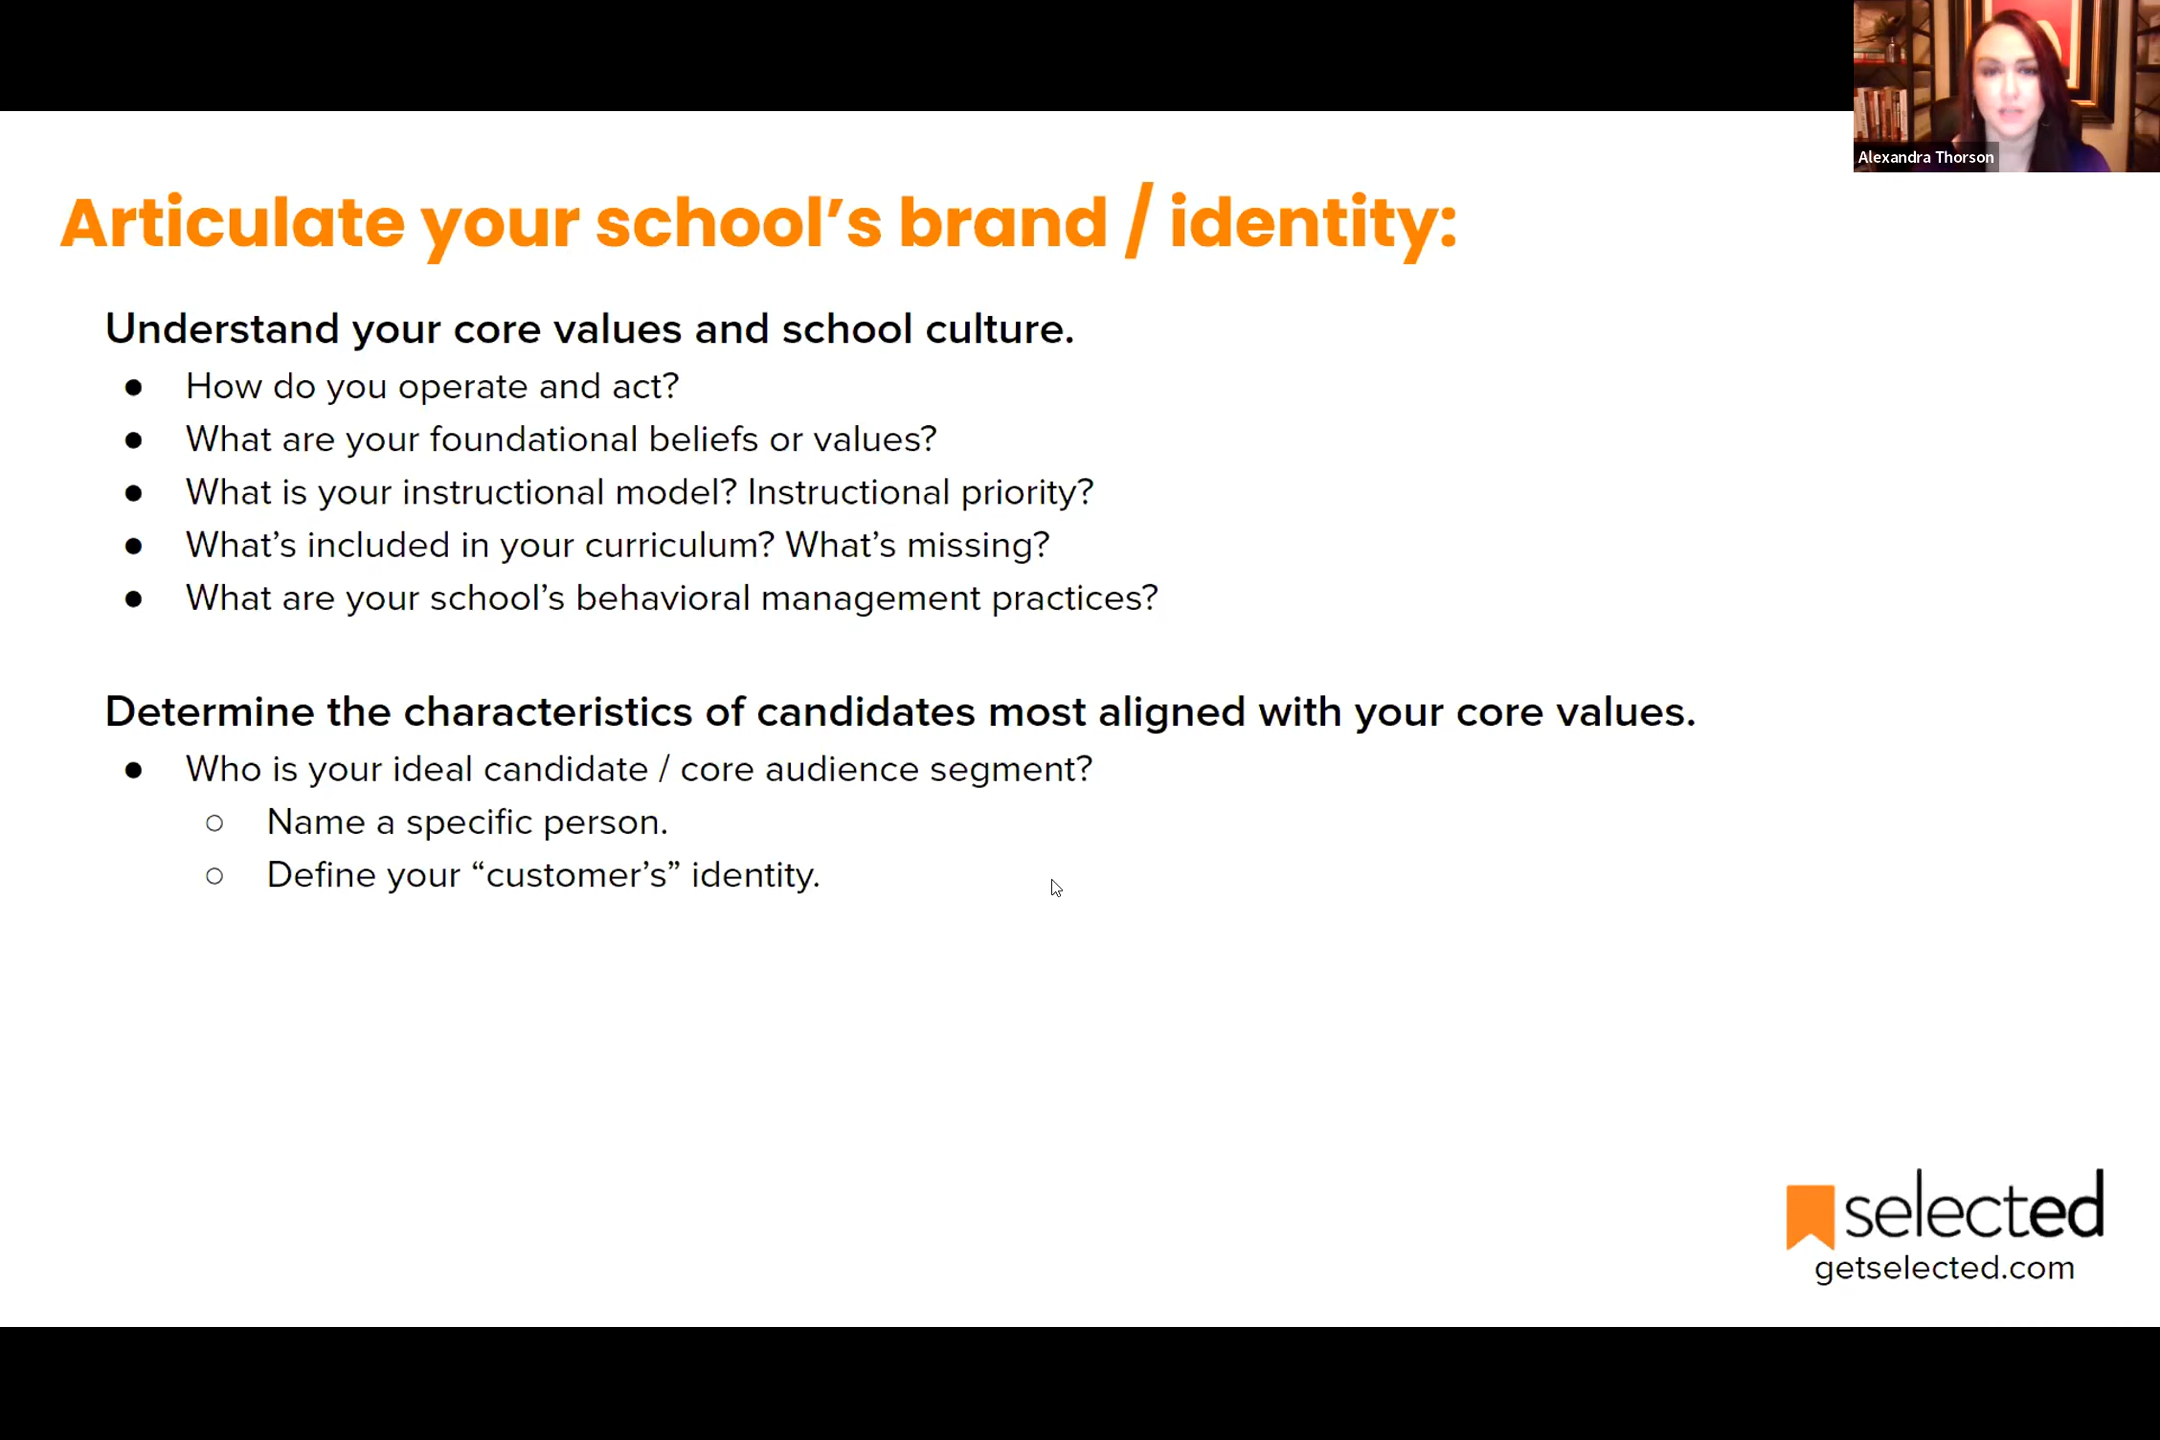 Alexandra Thorson
Articulate your school’s brand / identity:
Understand your core values and school culture.
● How do you operate and act?
● What are your foundational beliefs or values?
● What is your instructional model? Instructional priority?
● What’s included in your curriculum? What’s missing?
● What are your school’s behavioral management practices?
Determine the characteristics of candidates most aligned with your core values.
● Who is your ideal candidate / core audience segment?
○ Name a specific person.
○ Define your “customer’s” identity.
selected
getselected.com